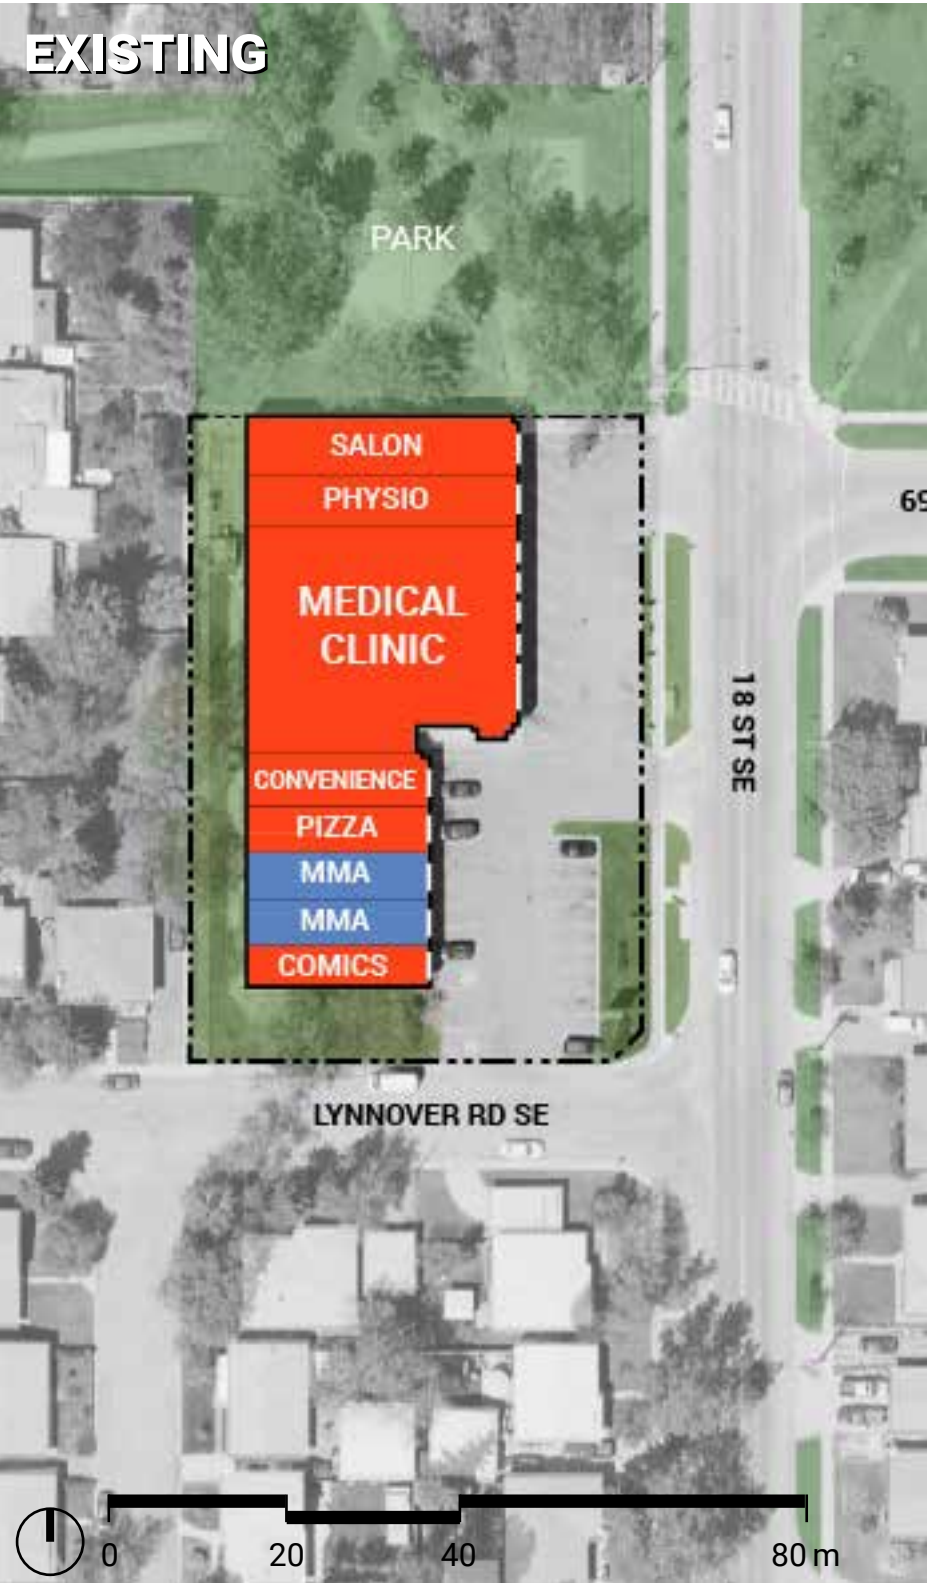 EXISTING
PARK
SALON
PHYSIO
69
MEDICAL
CLINIC
18 ST SE
CONVENIENCE
PIZZA
MMA
MMA
COMICS
LYNNOVER RD SE
0 20 40 80 m